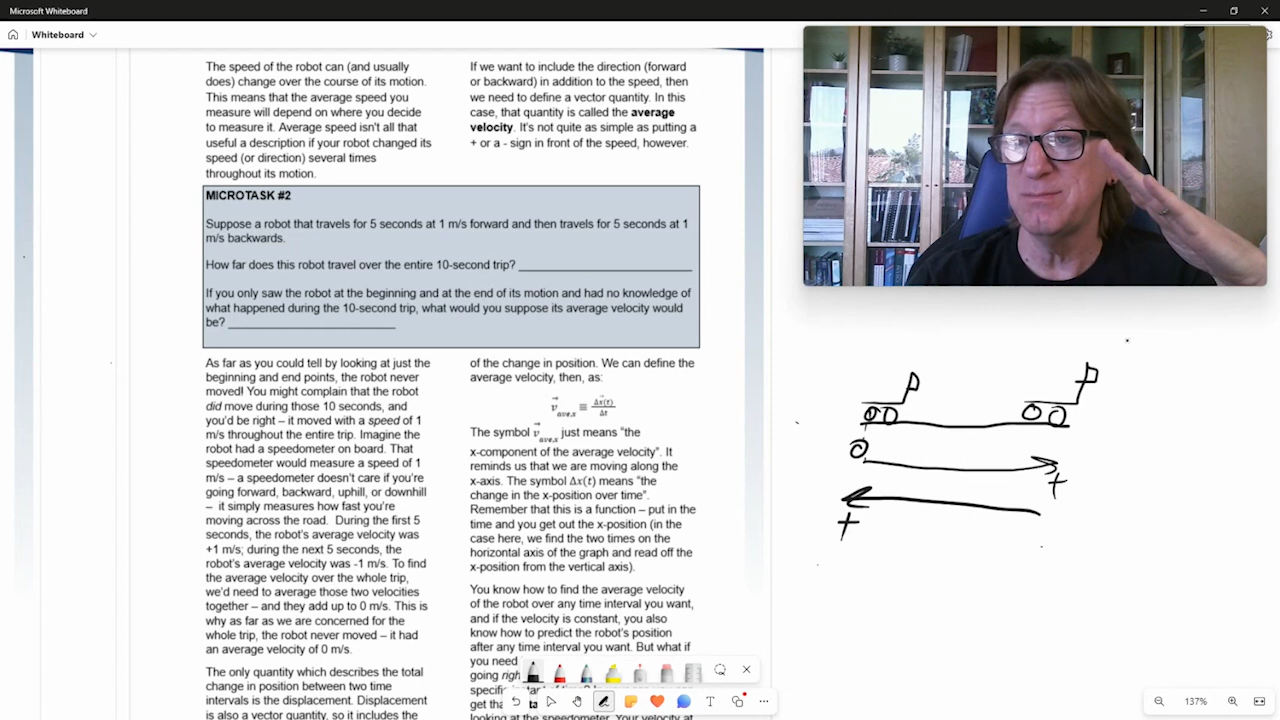 Microsoft Whiteboard
Whiteboard
The speed of the robot can (and usually
does) change over the course of its motion.
This means that the average speed you
measure will depend on where you decide
to measure it. Average speed isn't all that
useful a description if your robot changed its
speed (or direction) several times
throughout its motion.
If we want to include the direction (forward
or backward) in addition to the speed, then
we need to define a vector quantity. In this
case, that quantity is called the average
velocity. It's not quite as simple as putting a
+ or a - sign in front of the speed, however.
MICROTASK #2
Suppose a robot that travels for 5 seconds at 1 m/s forward and then travels for 5 seconds at 1
m/s backwards.
How far does this robot travel over the entire 10-second trip?
If you only saw the robot at the beginning and at the end of its motion and had no knowledge of
what happened during the 10-second trip, what would you suppose its average velocity would
be?
As far as you could tell by looking at just the
beginning and end points, the robot never
moved! You might complain that the robot
did move during those 10 seconds, and
you'd be right – it moved with a speed of 1
m/s throughout the entire trip. Imagine the
robot had a speedometer on board. That
speedometer would measure a speed of 1
m/s – a speedometer doesn't care if you're
going forward, backward, uphill, or downhill
– it simply measures how fast you're
moving across the road. During the first 5
seconds, the robot's average velocity was
+1 m/s; during the next 5 seconds, the
robot's average velocity was -1 m/s. To find
the average velocity over the whole trip,
we'd need to average those two velocities
together – and they add up to 0 m/s. This is
why as far as we are concerned for the
whole trip, the robot never moved – it had
an average velocity of 0 m/s.
The only quantity which describes the total
change in position between two time
intervals is the displacement. Displacement
is also a vector quantity, so it includes the
of the change in position. We can define the
average velocity, then, as:
v⃗ ave,x ≡ Δx⃗(t)/Δt
The symbol v⃗ ave,x just means "the
x-component of the average velocity". It
reminds us that we are moving along the
x-axis. The symbol Δx(t) means "the
change in the x-position over time".
Remember that this is a function – put in the
time and you get out the x-position (in the
case here, we find the two times on the
horizontal axis of the graph and read off the
x-position from the vertical axis).
You know how to find the average velocity
of the robot over any time interval you want,
and if the velocity is constant, you also
know how to predict the robot's position
after any time interval you want. But what if
you need
going
specific
get tha
+
+
137%